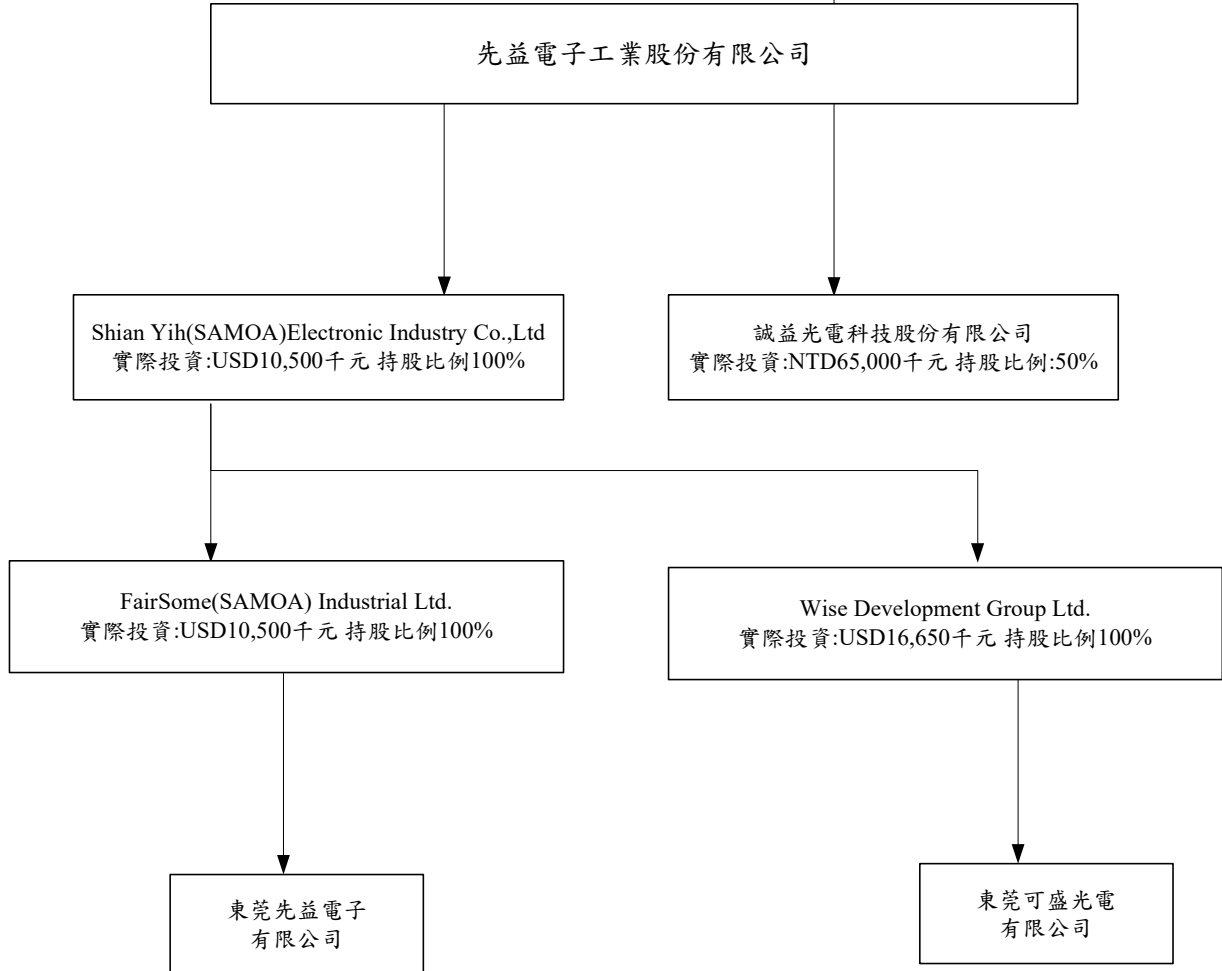 先益電子工業股份有限公司
Shian Yih(SAMOA)Electronic Industry Co.,Ltd
實際投資:USD10,500千元 持股比例100%
誠益光電科技股份有限公司
實際投資:NTD65,000千元 持股比例:50%
FairSome(SAMOA) Industrial Ltd.
實際投資:USD10,500千元 持股比例100%
Wise Development Group Ltd.
實際投資:USD16,650千元 持股比例100%
東莞先益電子
有限公司
東莞可盛光電
有限公司